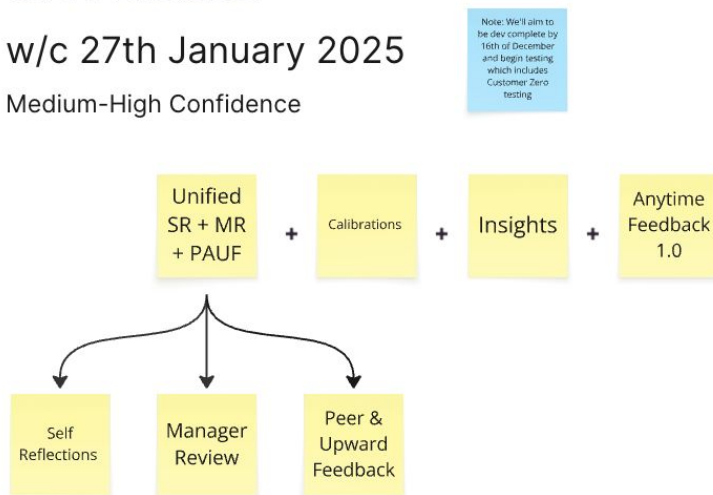 w/c 27th January 2025
Medium-High Confidence
Note: We'll aim to
be dev complete by
16th of December
and begin testing
which includes
Customer Zero
testing
Unified
SR + MR
+ PAUF
+
Calibrations
+
Insights
+
Anytime
Feedback
1.0
Self
Reflections
Manager
Review
Peer &
Upward
Feedback